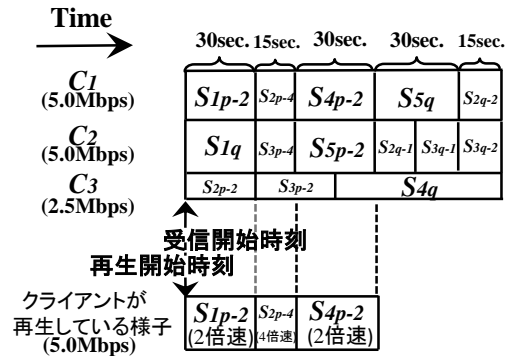 Time
30sec. 15sec. 30sec. 30sec. 15sec.
C1 S1p-2 S2p-4 S4p-2 S5q S2q-2
(5.0Mbps)
C2 S1q S3p-4 S5p-2 S2q-1 S3q-1 S3q-2
(5.0Mbps)
C3 S2p-2 S3p-2 S4q
(2.5Mbps)
受信開始時刻
再生開始時刻
クライアントが S1p-2 S2p-4 S4p-2
再生している様子 (2倍速) (4倍速) (2倍速)
(5.0Mbps)